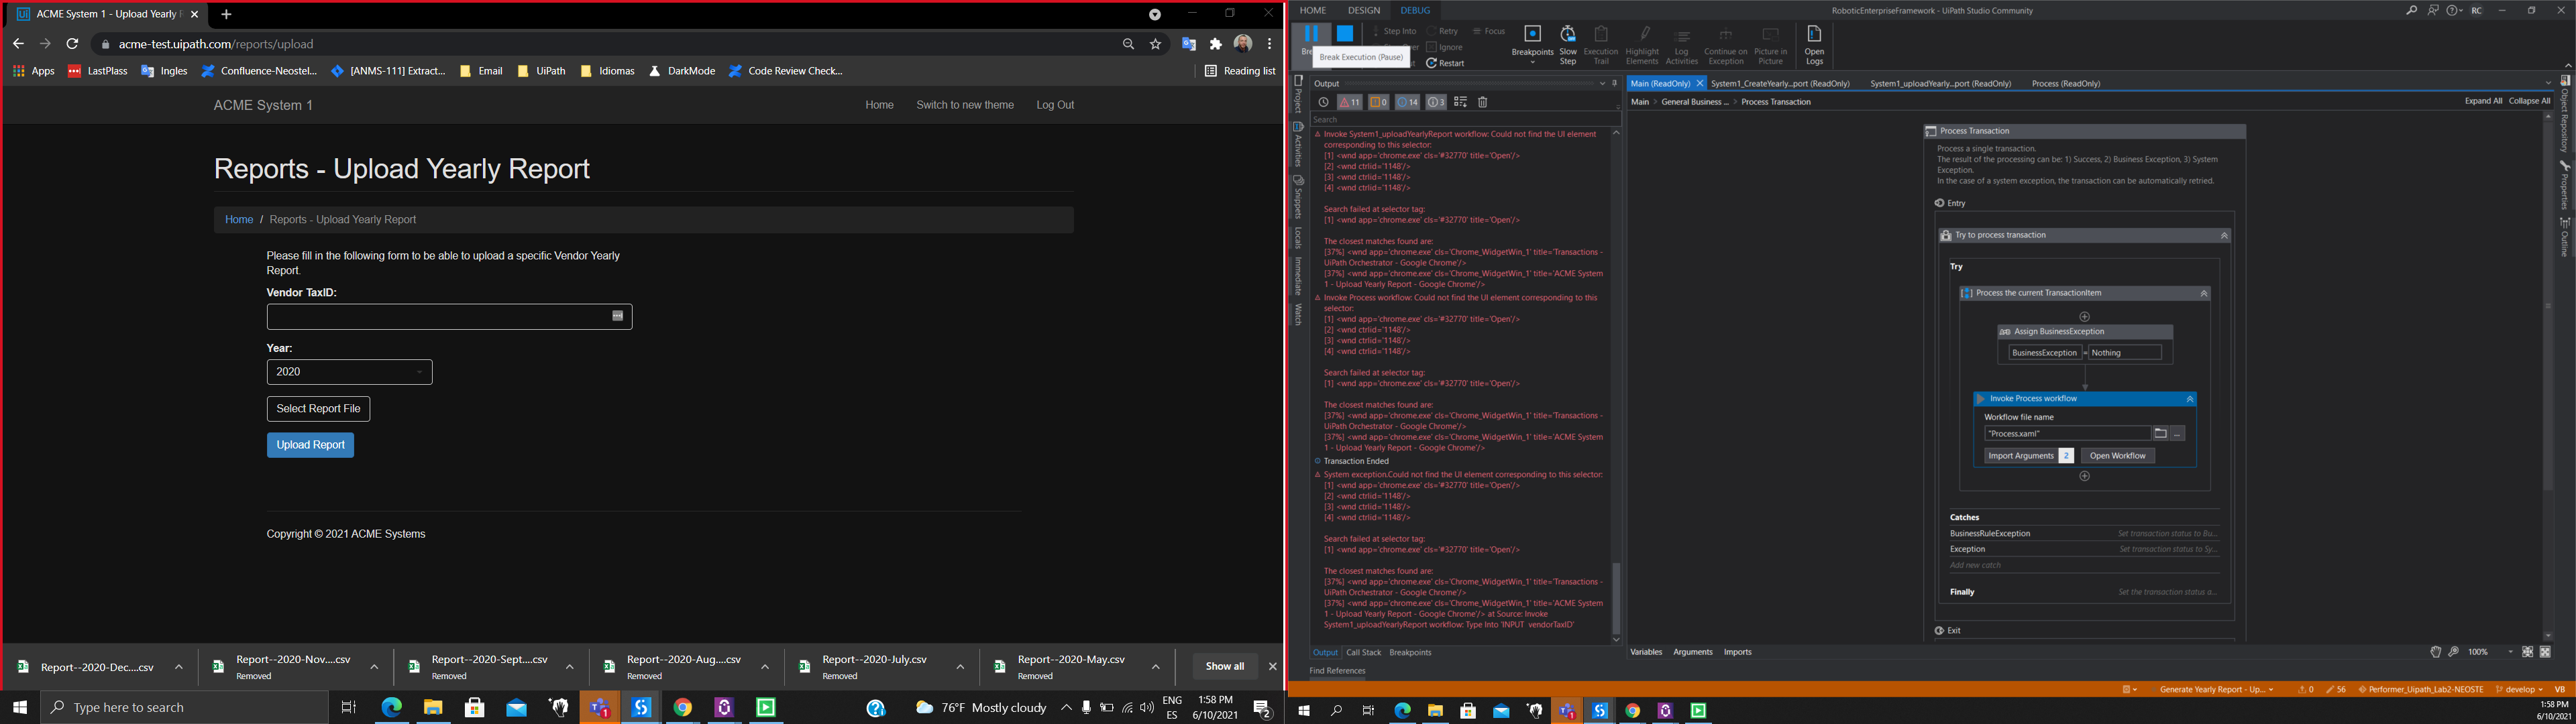 ACME System 1 - Upload Yearly R
acme-test.uipath.com/reports/upload
Apps
LastPlass
Ingles
Confluence-Neostel...
[ANMS-111] Extract...
Email
UiPath
Idiomas
DarkMode
Code Review Check...
Reading list
ACME System 1
Home
Switch to new theme
Log Out
Reports - Upload Yearly Report
Home / Reports - Upload Yearly Report
Please fill in the following form to be able to upload a specific Vendor Yearly
Report.
Vendor TaxID:
Year:
2020
Select Report File
Upload Report
Copyright © 2021 ACME Systems
Report--2020-Dec....csv
Report--2020-Nov....csv
Removed
Report--2020-Sept....csv
Removed
Report--2020-Aug....csv
Removed
Report--2020-July.csv
Removed
Report--2020-May.csv
Removed
Show all
Type here to search
76°F Mostly cloudy
ENG
ES
1:58 PM
6/10/2021
2
HOME
DESIGN
DEBUG
RoboticEnterpriseFramework - UiPath Studio Community
RC
Break Execution (Pause)
Step Into
Retry
Ignore
Restart
Focus
Breakpoints
Slow
Step
Execution
Trail
Highlight
Elements
Log
Activities
Continue on
Exception
Picture in
Picture
Open
Logs
Project
Activities
Snippets
Locals
Immediate
Watch
Output
11
0
14
3
Search
Invoke System1_uploadYearlyReport workflow: Could not find the UI element
corresponding to this selector:
[1] <wnd app='chrome.exe' cls='#32770' title='Open'/>
[2] <wnd ctrlid='1148'/>
[3] <wnd ctrlid='1148'/>
[4] <wnd ctrlid='1148'/>
Search failed at selector tag:
[1] <wnd app='chrome.exe' cls='#32770' title='Open'/>
The closest matches found are:
[37%] <wnd app='chrome.exe' cls='Chrome_WidgetWin_1' title='Transactions -
UiPath Orchestrator - Google Chrome'/>
[37%] <wnd app='chrome.exe' cls='Chrome_WidgetWin_1' title='ACME System
1 - Upload Yearly Report - Google Chrome'/>
Invoke Process workflow: Could not find the UI element corresponding to this
selector:
[1] <wnd app='chrome.exe' cls='#32770' title='Open'/>
[2] <wnd ctrlid='1148'/>
[3] <wnd ctrlid='1148'/>
[4] <wnd ctrlid='1148'/>
Search failed at selector tag:
[1] <wnd app='chrome.exe' cls='#32770' title='Open'/>
The closest matches found are:
[37%] <wnd app='chrome.exe' cls='Chrome_WidgetWin_1' title='Transactions -
UiPath Orchestrator - Google Chrome'/>
[37%] <wnd app='chrome.exe' cls='Chrome_WidgetWin_1' title='ACME System
1 - Upload Yearly Report - Google Chrome'/>
Transaction Ended
System exception.Could not find the UI element corresponding to this selector:
[1] <wnd app='chrome.exe' cls='#32770' title='Open'/>
[2] <wnd ctrlid='1148'/>
[3] <wnd ctrlid='1148'/>
[4] <wnd ctrlid='1148'/>
Search failed at selector tag:
[1] <wnd app='chrome.exe' cls='#32770' title='Open'/>
The closest matches found are:
[37%] <wnd app='chrome.exe' cls='Chrome_WidgetWin_1' title='Transactions -
UiPath Orchestrator - Google Chrome'/>
[37%] <wnd app='chrome.exe' cls='Chrome_WidgetWin_1' title='ACME System
1 - Upload Yearly Report - Google Chrome'/> at Source: Invoke
System1_uploadYearlyReport workflow: Type Into 'INPUT vendorTaxID'
Output
Call Stack
Breakpoints
Find References
Main (ReadOnly)
System1_CreateYearly...port (ReadOnly)
System1_uploadYearly...port (ReadOnly)
Process (ReadOnly)
Main > General Business ... > Process Transaction
Expand All
Collapse All
Process Transaction
Process a single transaction.
The result of the processing can be: 1) Success, 2) Business Exception, 3) System
Exception.
In the case of a system exception, the transaction can be automatically retried.
Entry
Try to process transaction
Try
Process the current TransactionItem
Assign BusinessException
BusinessException = Nothing
Invoke Process workflow
Workflow file name
"Process.xaml"
Import Arguments 2
Open Workflow
Catches
BusinessRuleException
Set transaction status to Bu...
Exception
Set transaction status to Sy...
Add new catch
Finally
Set the transaction status a...
Exit
Object Repository
Properties
Outline
Variables
Arguments
Imports
100%
Generate Yearly Report - Up...
0
56
Performer_Uipath_Lab2-NEOSTE
develop
VB
1:58 PM
6/10/2021